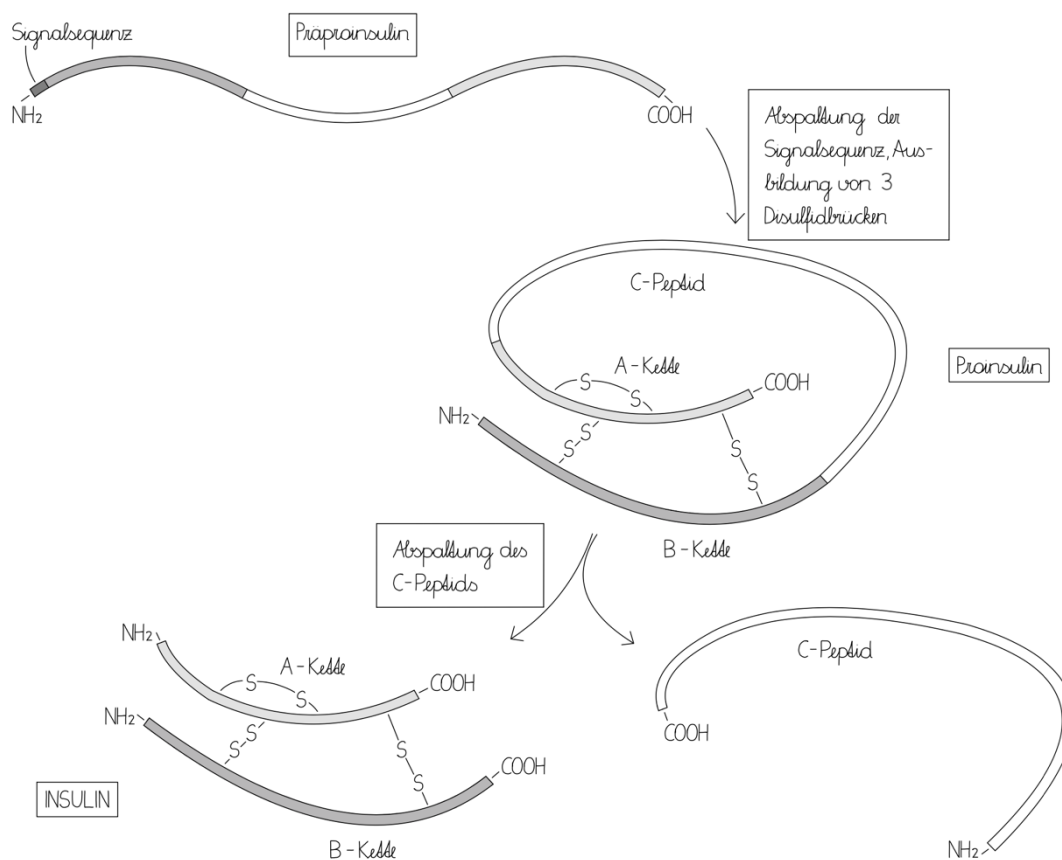 Signalsequenz
Präproinsulin
NH₂
COOH
Abspaltung der
Signalsequenz, Aus-
bildung von 3
Disulfidbrücken
C-Peptid
Proinsulin
A-Kette
S
S
COOH
NH₂
S
S
S
S
B-Kette
Abspaltung des
C-Peptids
NH₂
A-Kette
S
S
COOH
NH₂
S
S
S
S
COOH
INSULIN
B-Kette
C-Peptid
COOH
NH₂